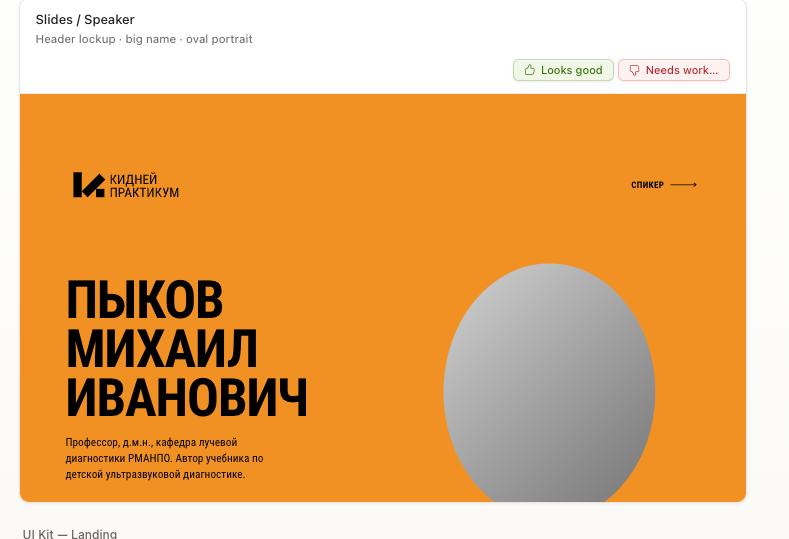 Slides / Speaker
Header lockup · big name · oval portrait
Looks good
Needs work...
КИДНЕЙ
ПРАКТИКУМ
СПИКЕР
ПЫКОВ
МИХАИЛ
ИВАНОВИЧ
Профессор, д.м.н., кафедра лучевой
диагностики РМАНПО. Автор учебника по
детской ультразвуковой диагностике.
UI Kit — Landing